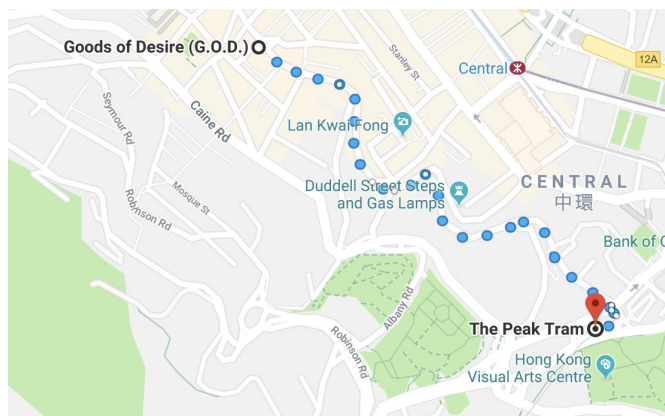 Goods of Desire (G.O.D.)
Stanley St
Central
12A
Seymour Rd
Caine Rd
Lan Kwai Fong
Mosque St
Duddell Street Steps
and Gas Lamps
CENTRAL
中環
Robinson Rd
Bank of C
Albany Rd
The Peak Tram
Robinson Rd
Hong Kong
Visual Arts Centre